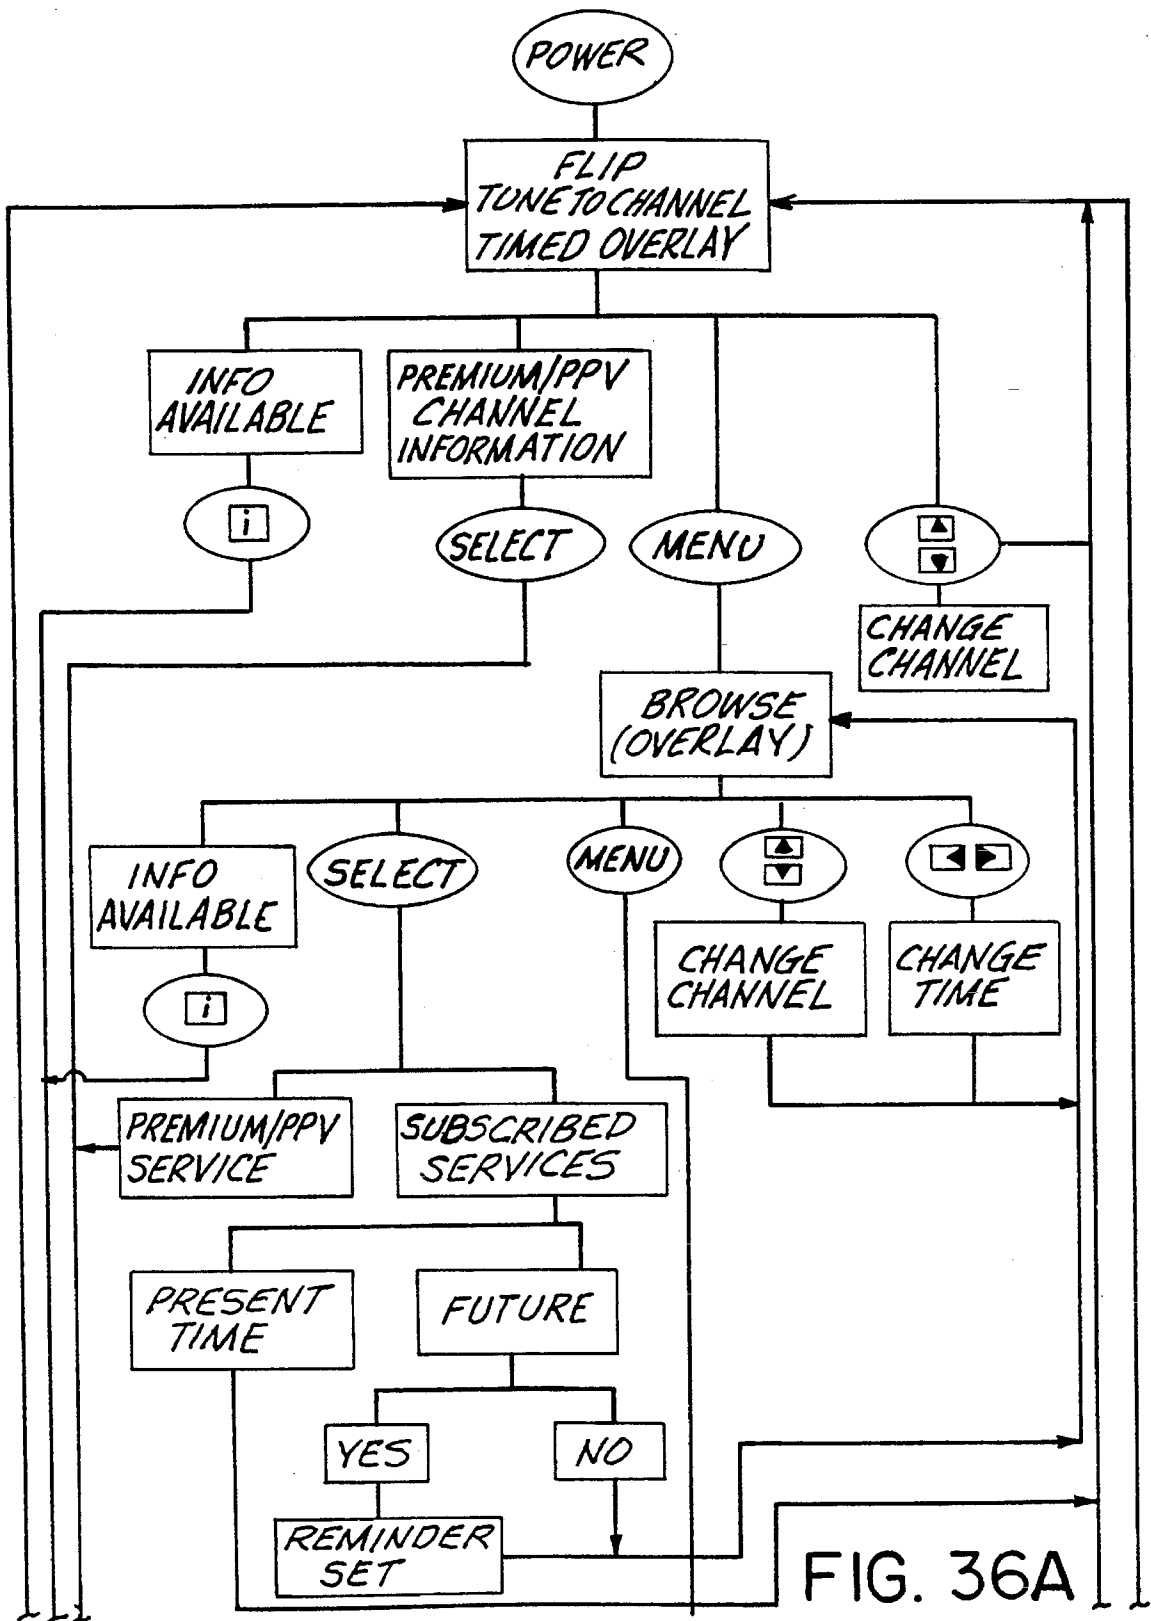 POWER
FLIP
TUNE TO CHANNEL
TIMED OVERLAY
INFO
AVAILABLE
PREMIUM/PPV
CHANNEL
INFORMATION
i
SELECT
MENU
CHANGE
CHANNEL
BROWSE
(OVERLAY)
INFO
AVAILABLE
SELECT
MENU
CHANGE
CHANNEL
CHANGE
TIME
i
PREMIUM/PPV
SERVICE
SUBSCRIBED
SERVICES
PRESENT
TIME
FUTURE
YES
NO
REMINDER
SET
FIG. 36A